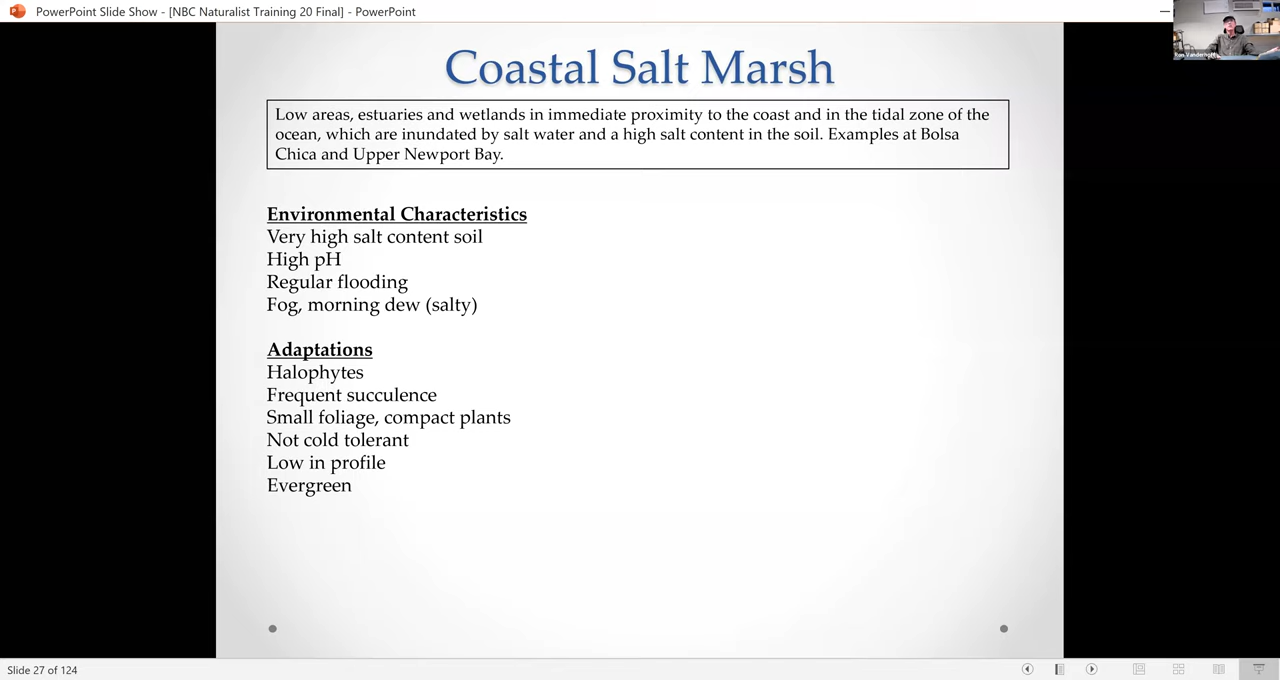 PowerPoint Slide Show - [NBC Naturalist Training 20 Final] - PowerPoint
Coastal Salt Marsh
Low areas, estuaries and wetlands in immediate proximity to the coast and in the tidal zone of the
ocean, which are inundated by salt water and a high salt content in the soil. Examples at Bolsa
Chica and Upper Newport Bay.
Environmental Characteristics
Very high salt content soil
High pH
Regular flooding
Fog, morning dew (salty)
Adaptations
Halophytes
Frequent succulence
Small foliage, compact plants
Not cold tolerant
Low in profile
Evergreen
Slide 27 of 124